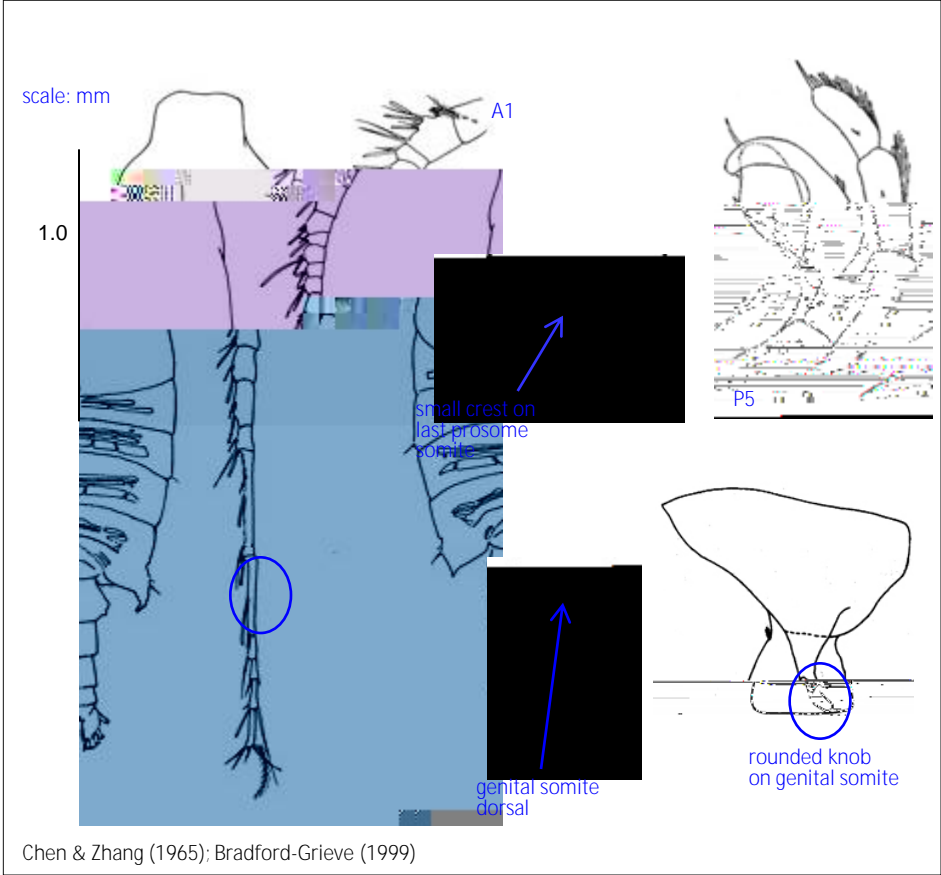 scale: mm
A1
1.0
small crest on
last prosome
somite
P5
rounded knob
on genital somite
genital somite
dorsal
Chen & Zhang (1965); Bradford-Grieve (1999)